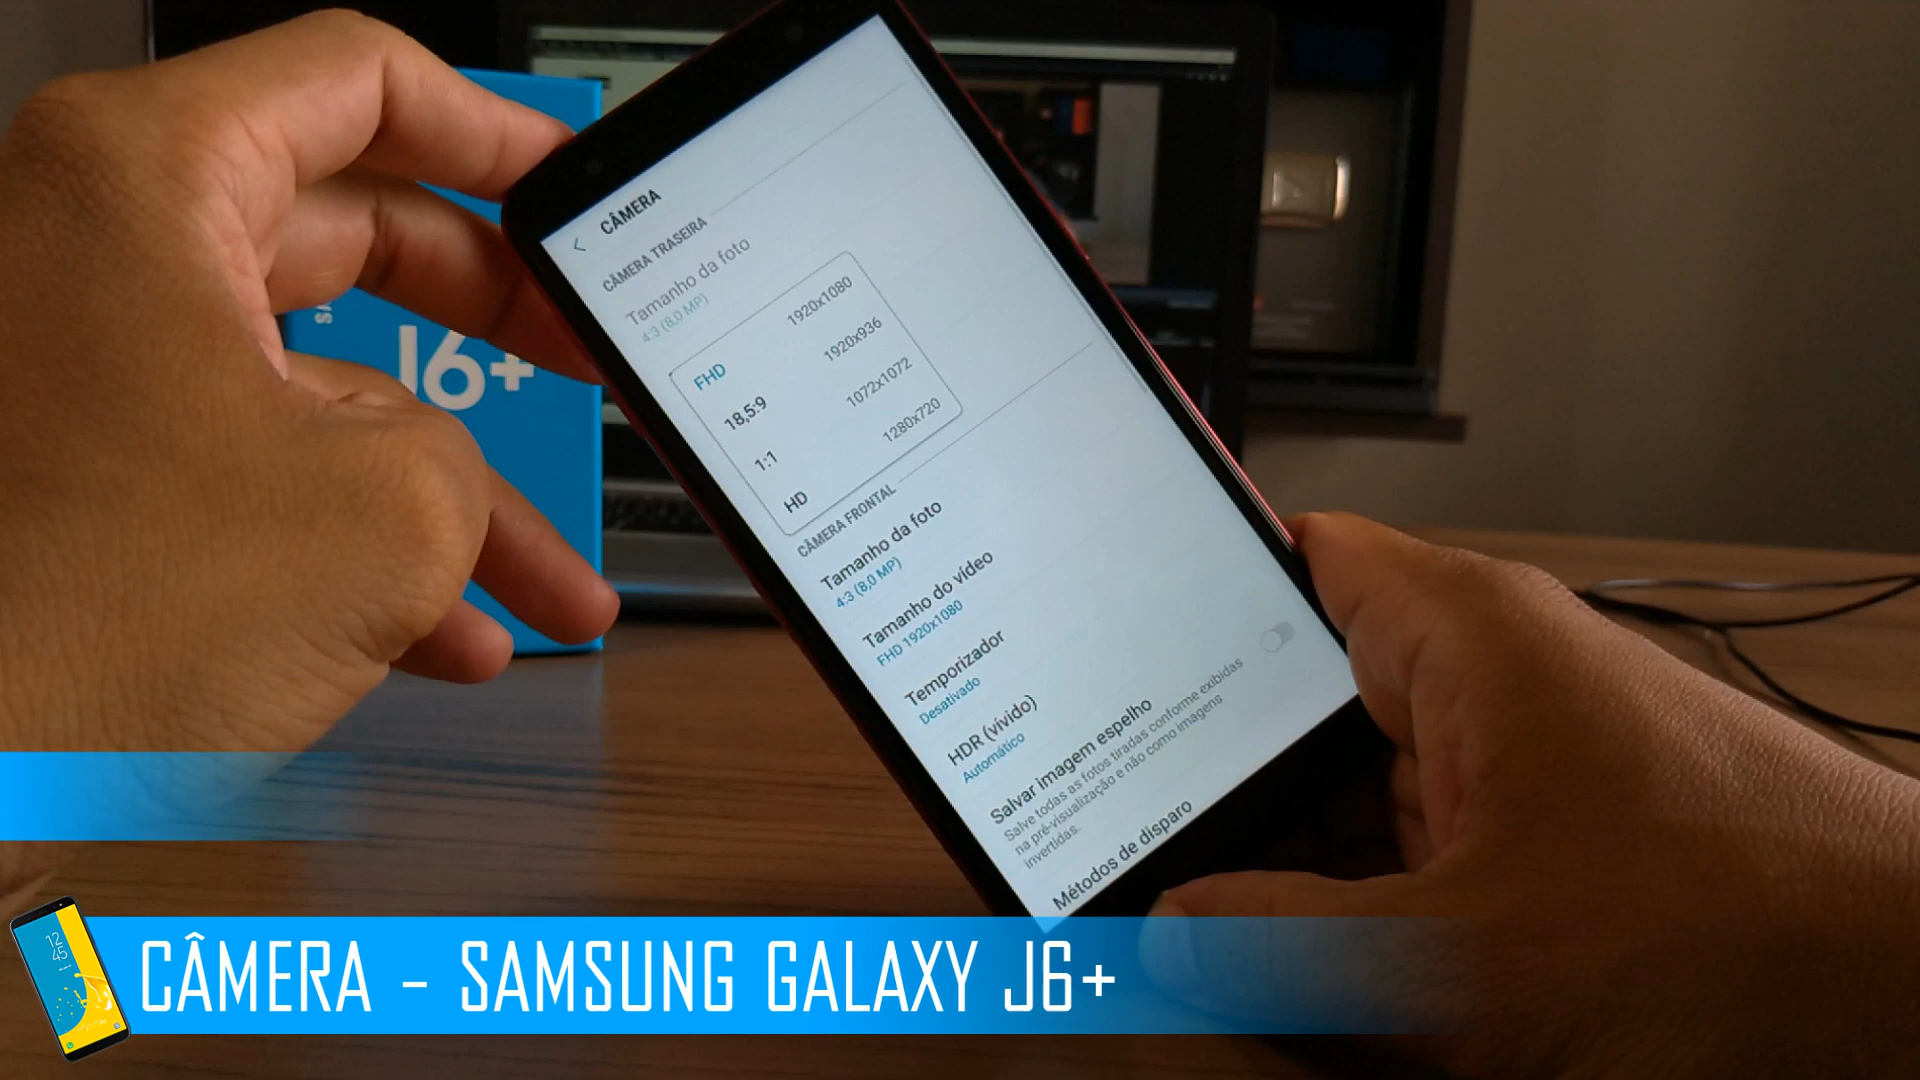 CÂMERA
CÂMERA TRASEIRA
Tamanho da foto
4:3 (8,0 MP)
FHD 1920x1080
18,5:9 1920x936
1:1 1072x1072
HD 1280x720
CÂMERA FRONTAL
Tamanho da foto
4:3 (8,0 MP)
Tamanho do vídeo
FHD 1920x1080
Temporizador
Desativado
HDR (vívido)
Automático
Salvar imagem espelho
Salve todas as fotos tiradas conforme exibidas
na pré-visualização e não como imagens
invertidas.
Métodos de disparo
J6+
12
45
CÂMERA - SAMSUNG GALAXY J6+